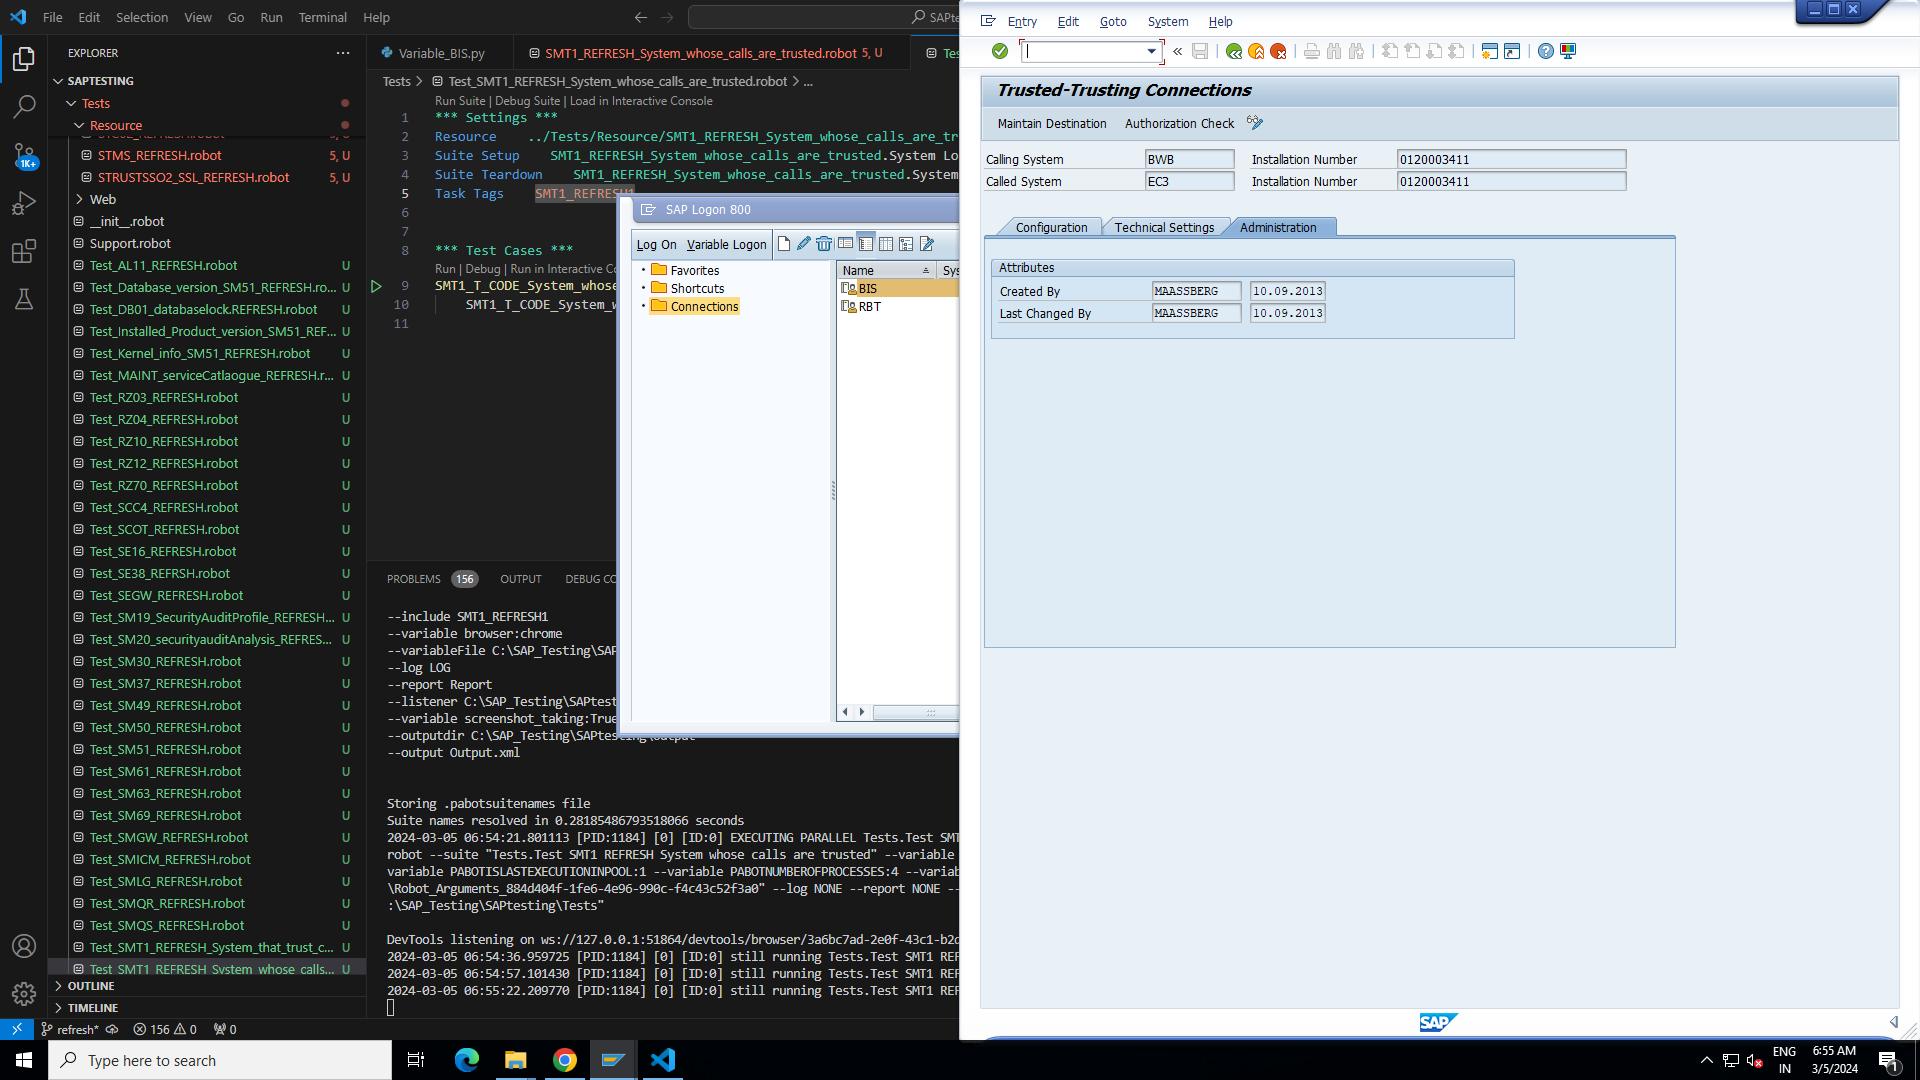 File Edit Selection View Go Run Terminal Help
EXPLORER
SAPTESTING
Tests
Resource
STMS_REFRESH.robot 5, U
STRUSTSSO2_SSL_REFRESH.robot 5, U
Web
__init__.robot
Support.robot
Test_AL11_REFRESH.robot U
Test_Database_version_SM51_REFRESH.ro... U
Test_DB01_databaselock.REFRESH.robot U
Test_Installed_Product_version_SM51_REF... U
Test_Kernel_info_SM51_REFRESH.robot U
Test_MAINT_serviceCatlaogue_REFRESH.r... U
Test_RZ03_REFRESH.robot U
Test_RZ04_REFRESH.robot U
Test_RZ10_REFRESH.robot U
Test_RZ12_REFRESH.robot U
Test_RZ70_REFRESH.robot U
Test_SCC4_REFRESH.robot U
Test_SCOT_REFRESH.robot U
Test_SE16_REFRESH.robot U
Test_SE38_REFRSH.robot U
Test_SEGW_REFRESH.robot U
Test_SM19_SecurityAuditProfile_REFRESH... U
Test_SM20_securityauditAnalysis_REFRES... U
Test_SM30_REFRESH.robot U
Test_SM37_REFRESH.robot U
Test_SM49_REFRESH.robot U
Test_SM50_REFRESH.robot U
Test_SM51_REFRESH.robot U
Test_SM61_REFRESH.robot U
Test_SM63_REFRESH.robot U
Test_SM69_REFRESH.robot U
Test_SMGW_REFRESH.robot U
Test_SMICM_REFRESH.robot U
Test_SMLG_REFRESH.robot U
Test_SMQR_REFRESH.robot U
Test_SMQS_REFRESH.robot U
Test_SMT1_REFRESH_System_that_trust_c... U
Test_SMT1_REFRESH_System_whose_calls... U
OUTLINE
TIMELINE
1K+
refresh* 156 0 0
Variable_BIS.py
SMT1_REFRESH_System_whose_calls_are_trusted.robot 5, U
Tests > Test_SMT1_REFRESH_System_whose_calls_are_trusted.robot > ...
Run Suite | Debug Suite | Load in Interactive Console
1 *** Settings ***
2 Resource ../Tests/Resource/SMT1_REFRESH_System_whose_calls_are_tr
3 Suite Setup SMT1_REFRESH_System_whose_calls_are_trusted.System Lo
4 Suite Teardown SMT1_REFRESH_System_whose_calls_are_trusted.System
5 Task Tags SMT1_REFRESH1
6
7
8 *** Test Cases ***
Run | Debug | Run in Interactive Co
9 SMT1_T_CODE_System_whose
10 SMT1_T_CODE_System_w
11
PROBLEMS 156 OUTPUT DEBUG CO
--include SMT1_REFRESH1
--variable browser:chrome
--variableFile C:\SAP_Testing\SAP
--log LOG
--report Report
--listener C:\SAP_Testing\SAPtest
--variable screenshot_taking:True
--outputdir C:\SAP_Testing\SAPtesting\Output
--output Output.xml
Storing .pabotsuitenames file
Suite names resolved in 0.28185486793518066 seconds
2024-03-05 06:54:21.801113 [PID:1184] [0] [ID:0] EXECUTING PARALLEL Tests.Test SMT
robot --suite "Tests.Test SMT1 REFRESH System whose calls are trusted" --variable
variable PABOTISLASTEXECUTIONINPOOL:1 --variable PABOTNUMBEROFPROCESSES:4 --variab
\Robot_Arguments_884d404f-1fe6-4e96-990c-f4c43c52f3a0" --log NONE --report NONE --
:\SAP_Testing\SAPtesting\Tests"
DevTools listening on ws://127.0.0.1:51864/devtools/browser/3a6bc7ad-2e0f-43c1-b2d
2024-03-05 06:54:36.959725 [PID:1184] [0] [ID:0] still running Tests.Test SMT1 REF
2024-03-05 06:54:57.101430 [PID:1184] [0] [ID:0] still running Tests.Test SMT1 REF
2024-03-05 06:55:22.209770 [PID:1184] [0] [ID:0] still running Tests.Test SMT1 REF
SAP Logon 800
Log On Variable Logon
Favorites
Shortcuts
Connections
Name Sys
BIS
RBT
Entry Edit Goto System Help
Trusted-Trusting Connections
Maintain Destination Authorization Check
Calling System BWB Installation Number 0120003411
Called System EC3 Installation Number 0120003411
Configuration Technical Settings Administration
Attributes
Created By MAASSBERG 10.09.2013
Last Changed By MAASSBERG 10.09.2013
SAP
Type here to search
ENG
IN
6:55 AM
3/5/2024
1